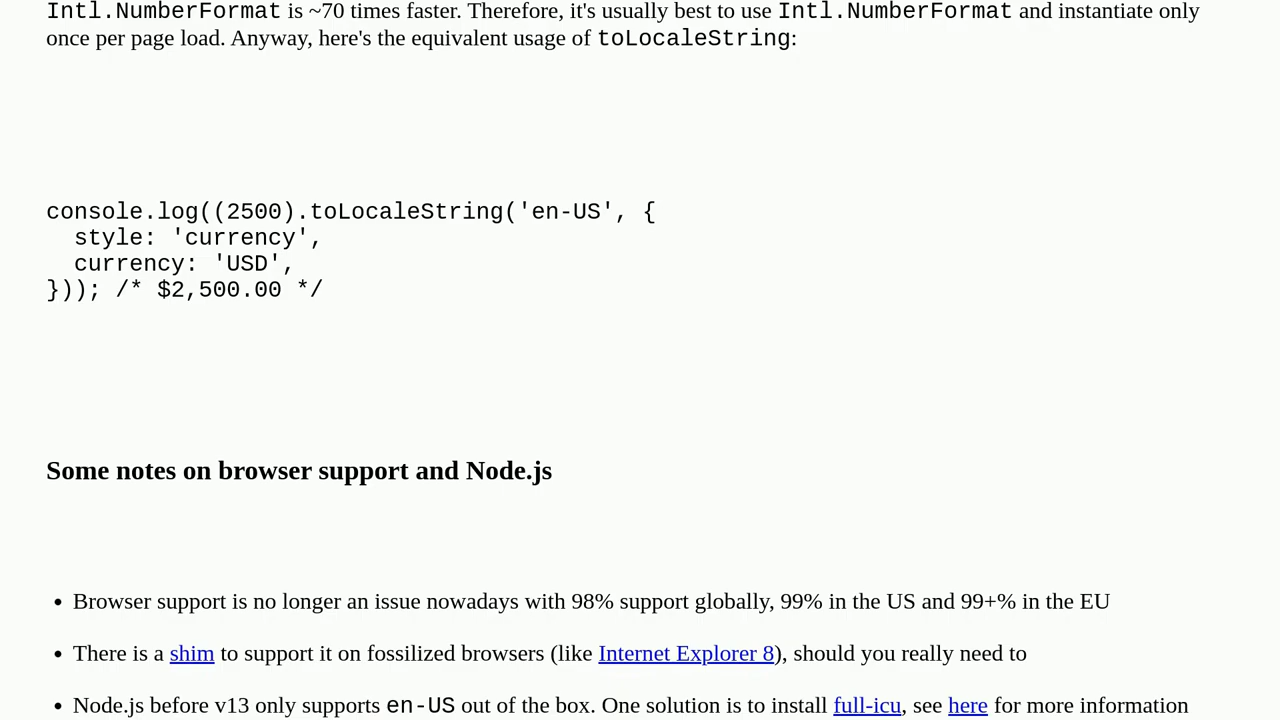 Intl.NumberFormat is ~70 times faster. Therefore, it's usually best to use Intl.NumberFormat and instantiate only
once per page load. Anyway, here's the equivalent usage of toLocaleString:
console.log((2500).toLocaleString('en-US', {
  style: 'currency',
  currency: 'USD',
})); /* $2,500.00 */
Some notes on browser support and Node.js
• Browser support is no longer an issue nowadays with 98% support globally, 99% in the US and 99+% in the EU
• There is a shim to support it on fossilized browsers (like Internet Explorer 8), should you really need to
• Node.js before v13 only supports en-US out of the box. One solution is to install full-icu, see here for more information